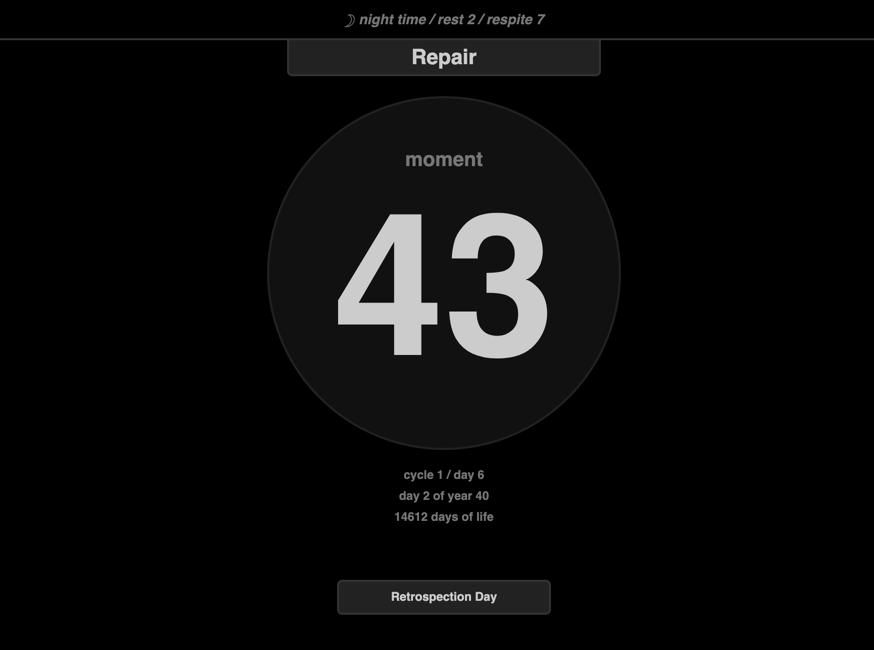 ☽ night time / rest 2 / respite 7
Repair
moment
43
cycle 1 / day 6
day 2 of year 40
14612 days of life
Retrospection Day